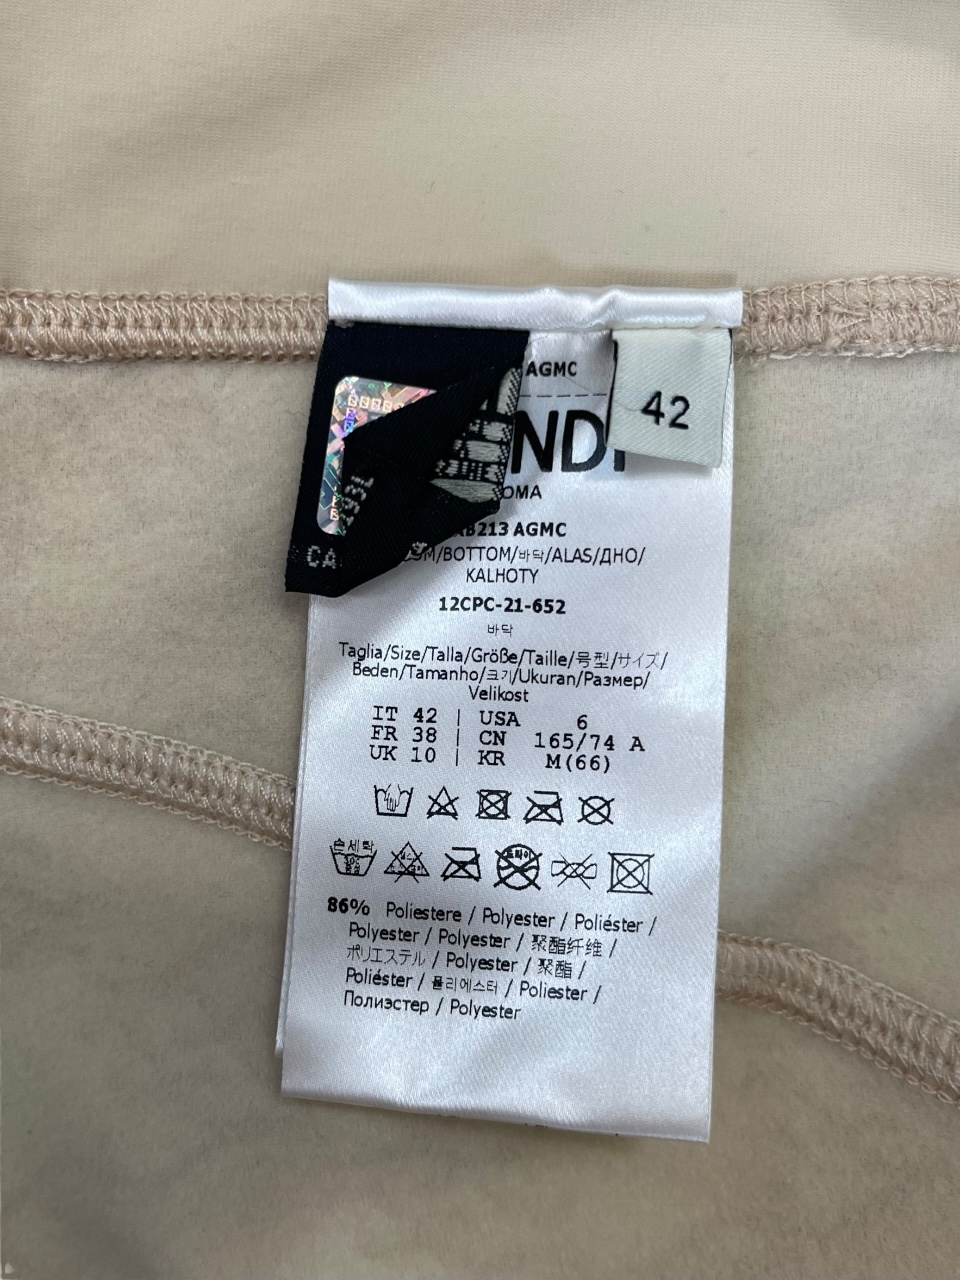 AGMC
42
OMA
B213 AGMC
/BOTTOM/바닥/ALAS/ДНО/
KALHOTY
12CPC-21-652
바닥
Taglia/Size/Talla/Größe/Taille/号型/サイズ/
Beden/Tamanho/크기/Ukuran/Размер/
Velikost
IT 42 | USA 6
FR 38 | CN 165/74 A
UK 10 | KR M(66)
손세탁
드라이
86% Poliestere / Polyester / Poliéster /
Polyester / Polyester / 聚酯纤维 /
ポリエステル / Polyester / 聚酯 /
Poliéster / 폴리에스터 / Poliester /
Полиэстер / Polyester
CA